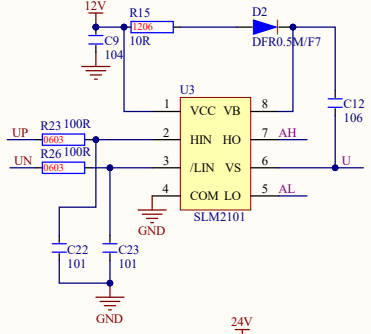 12V
R15
1206
10R
D2
DFR0.5M/F7
C9
104
U3
C12
106
1 VCC VB 8
UP R23 100R
0603
2 HIN HO 7 AH
UN R26 100R
0603
3 /LIN VS 6 U
4 COM LO 5 AL
GND
SLM2101
C22
101
C23
101
GND
24V